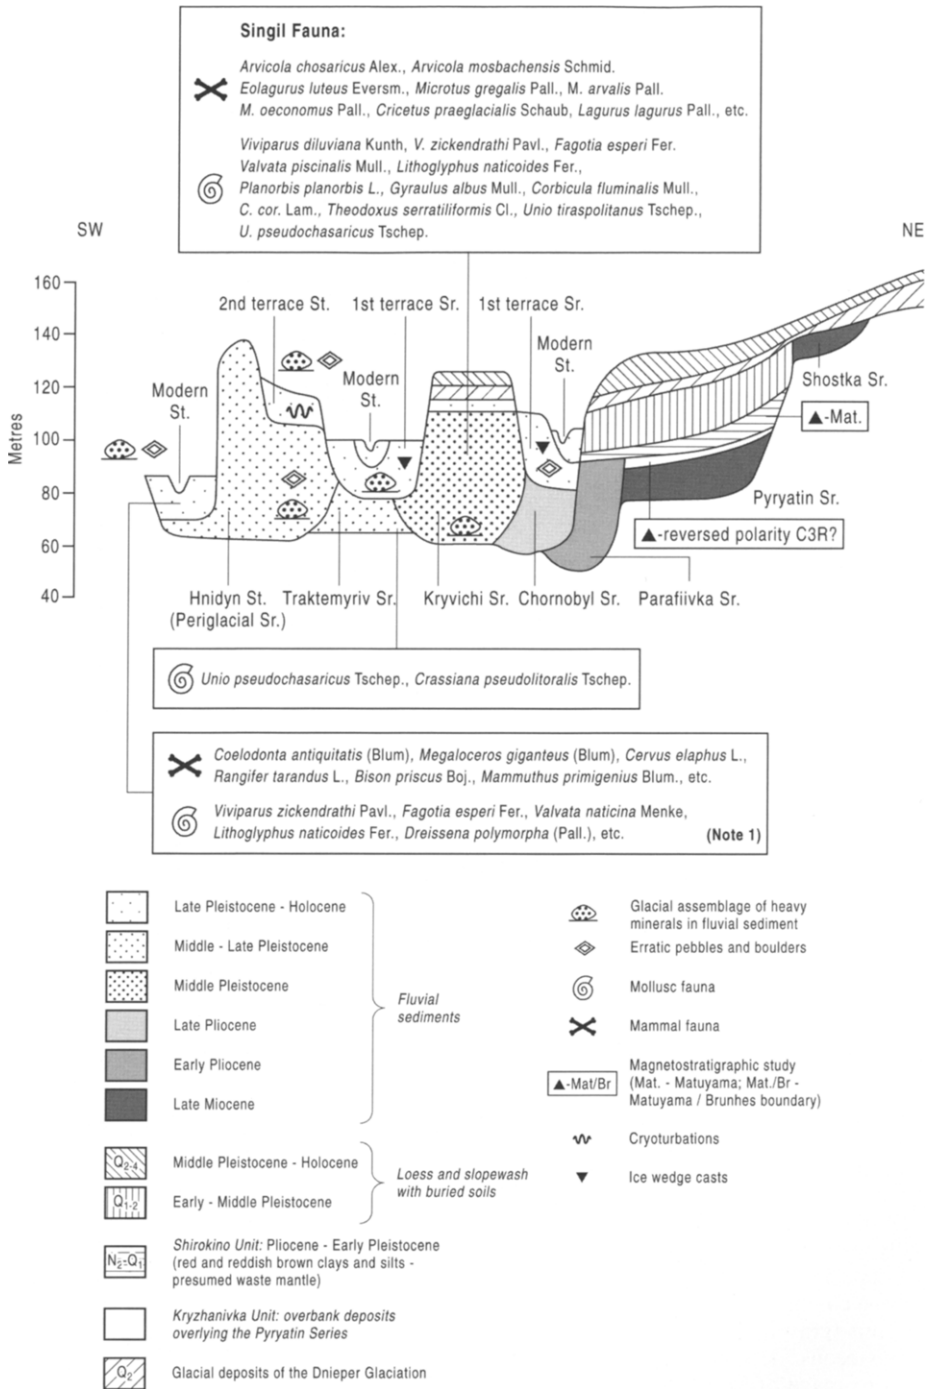 Singil Fauna:
Arvicola chosaricus Alex., Arvicola mosbachensis Schmid.
Eolagurus luteus Eversm., Microtus gregalis Pall., M. arvalis Pall.
M. oeconomus Pall., Cricetus praeglacialis Schaub, Lagurus lagurus Pall., etc.
Viviparus diluviana Kunth, V. zickendrathi Pavl., Fagotia esperi Fer.
Valvata piscinalis Mull., Lithoglyphus naticoides Fer.,
Planorbis planorbis L., Gyraulus albus Mull., Corbicula fluminalis Mull.,
C. cor. Lam., Theodoxus serratiliformis Cl., Unio tiraspolitanus Tschep.,
U. pseudochasaricus Tschep.
SW
NE
160
140
120
100
80
60
40
Metres
2nd terrace St.
1st terrace Sr.
1st terrace Sr.
Modern
St.
Modern
St.
Modern
St.
Shostka Sr.
▲-Mat.
Pyryatin Sr.
▲-reversed polarity C3R?
Hnidyn St.
(Periglacial Sr.)
Traktemyriv Sr.
Kryvichi Sr.
Chornobyl Sr.
Parafiivka Sr.
Unio pseudochasaricus Tschep., Crassiana pseudolitoralis Tschep.
Coelodonta antiquitatis (Blum), Megaloceros giganteus (Blum), Cervus elaphus L.,
Rangifer tarandus L., Bison priscus Boj., Mammuthus primigenius Blum., etc.
Viviparus zickendrathi Pavl., Fagotia esperi Fer., Valvata naticina Menke,
Lithoglyphus naticoides Fer., Dreissena polymorpha (Pall.), etc.
(Note 1)
Late Pleistocene - Holocene
Middle - Late Pleistocene
Middle Pleistocene
Late Pliocene
Early Pliocene
Late Miocene
Fluvial
sediments
Q2-4
Middle Pleistocene - Holocene
Q1-2
Early - Middle Pleistocene
Loess and slopewash
with buried soils
N2-Q1
Shirokino Unit: Pliocene - Early Pleistocene
(red and reddish brown clays and silts -
presumed waste mantle)
Kryzhanivka Unit: overbank deposits
overlying the Pyryatin Series
Q2
Glacial deposits of the Dnieper Glaciation
Glacial assemblage of heavy
minerals in fluvial sediment
Erratic pebbles and boulders
Mollusc fauna
Mammal fauna
▲-Mat/Br
Magnetostratigraphic study
(Mat. - Matuyama; Mat./Br -
Matuyama / Brunhes boundary)
Cryoturbations
Ice wedge casts